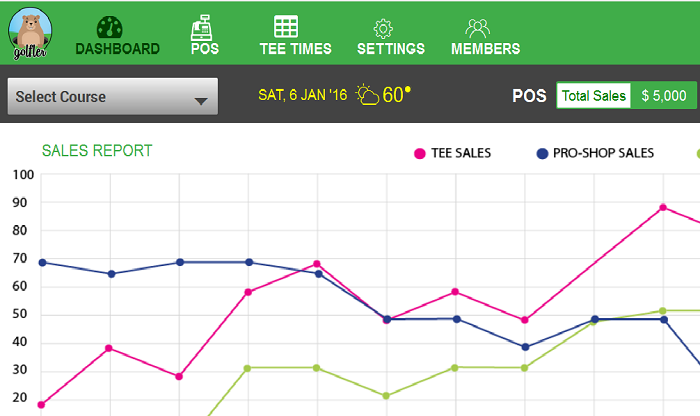 golfler
DASHBOARD
POS
TEE TIMES
SETTINGS
MEMBERS
Select Course
SAT, 6 JAN '16
60°
POS
Total Sales
$ 5,000
SALES REPORT
TEE SALES
PRO-SHOP SALES
100
90
80
70
60
50
40
30
20